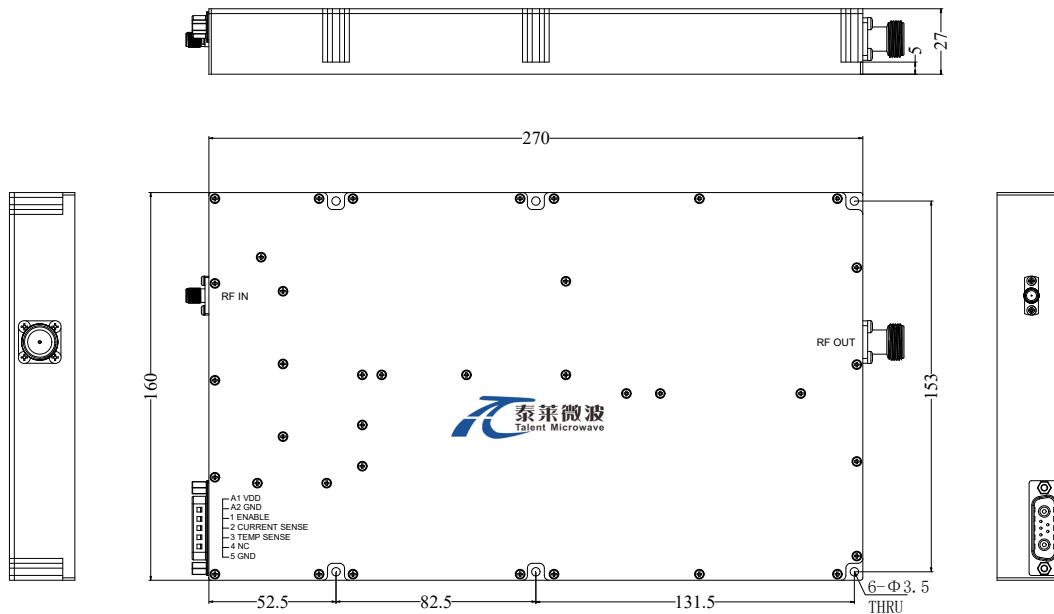 5
27
270
RF IN
RF OUT
160
153
泰莱微波
Talent Microwave
A1 VDD
A2 GND
1 ENABLE
2 CURRENT SENSE
3 TEMP SENSE
4 NC
5 GND
52.5
82.5
131.5
6-Φ3.5
THRU